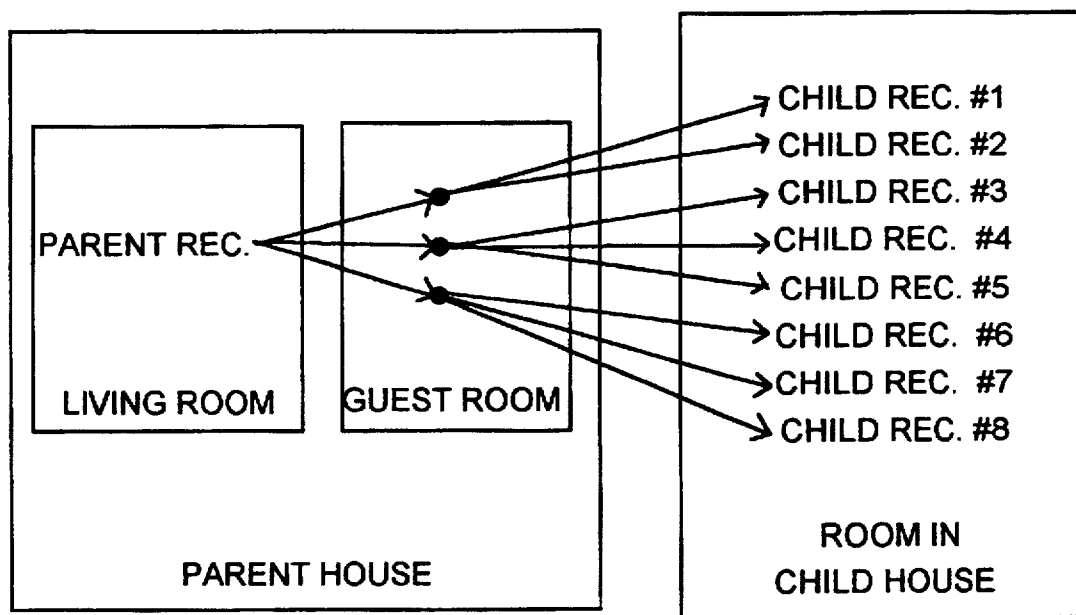 PARENT REC.
LIVING ROOM
GUEST ROOM
PARENT HOUSE
CHILD REC. #1
CHILD REC. #2
CHILD REC. #3
CHILD REC. #4
CHILD REC. #5
CHILD REC. #6
CHILD REC. #7
CHILD REC. #8
ROOM IN
CHILD HOUSE